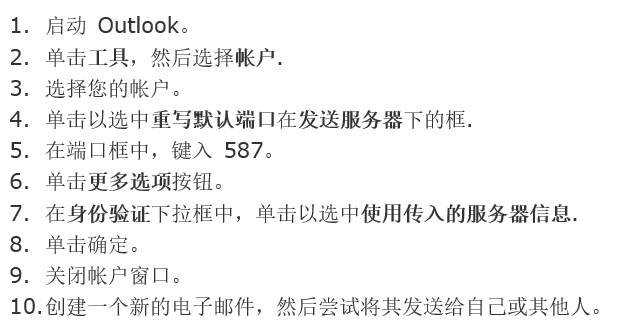 1. 启动 Outlook。
2. 单击工具，然后选择帐户.
3. 选择您的帐户。
4. 单击以选中重写默认端口在发送服务器下的框.
5. 在端口框中，键入 587。
6. 单击更多选项按钮。
7. 在身份验证下拉框中，单击以选中使用传入的服务器信息.
8. 单击确定。
9. 关闭帐户窗口。
10.创建一个新的电子邮件，然后尝试将其发送给自己或其他人。